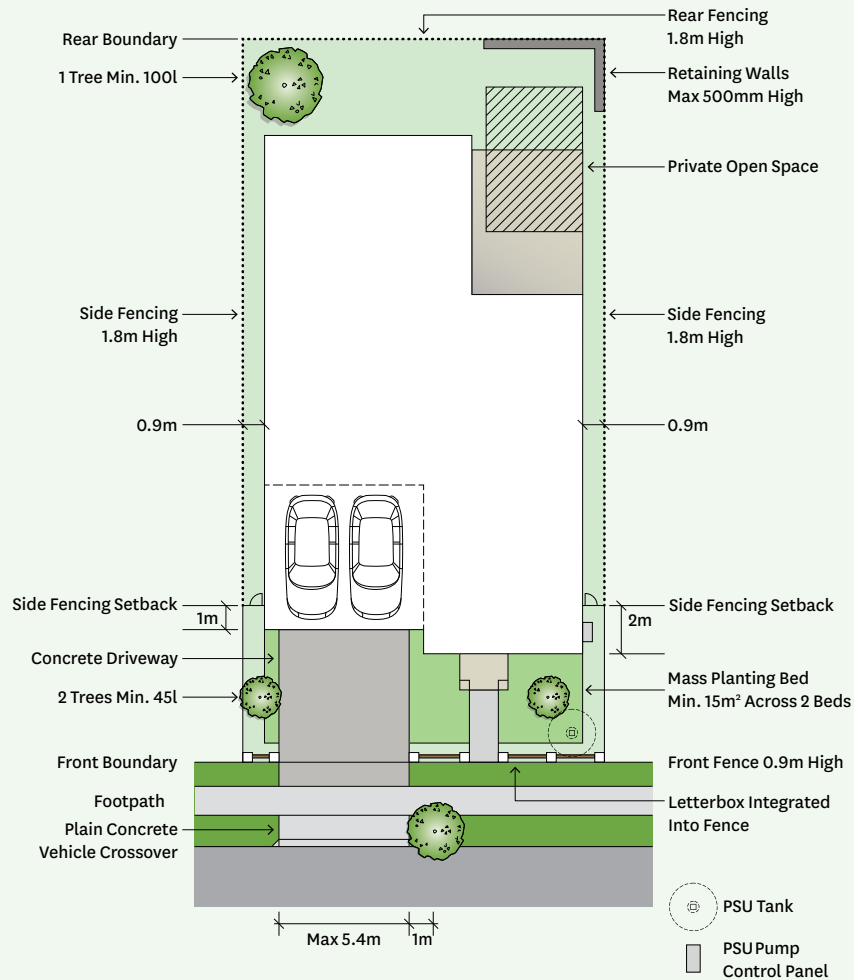 Rear Boundary
1 Tree Min. 100l
Side Fencing
1.8m High
0.9m
Side Fencing Setback
1m
Concrete Driveway
2 Trees Min. 45l
Front Boundary
Footpath
Plain Concrete
Vehicle Crossover
Max 5.4m
1m
Rear Fencing
1.8m High
Retaining Walls
Max 500mm High
Private Open Space
Side Fencing
1.8m High
0.9m
Side Fencing Setback
2m
Mass Planting Bed
Min. 15m² Across 2 Beds
Front Fence 0.9m High
Letterbox Integrated
Into Fence
PSU Tank
PSU Pump
Control Panel